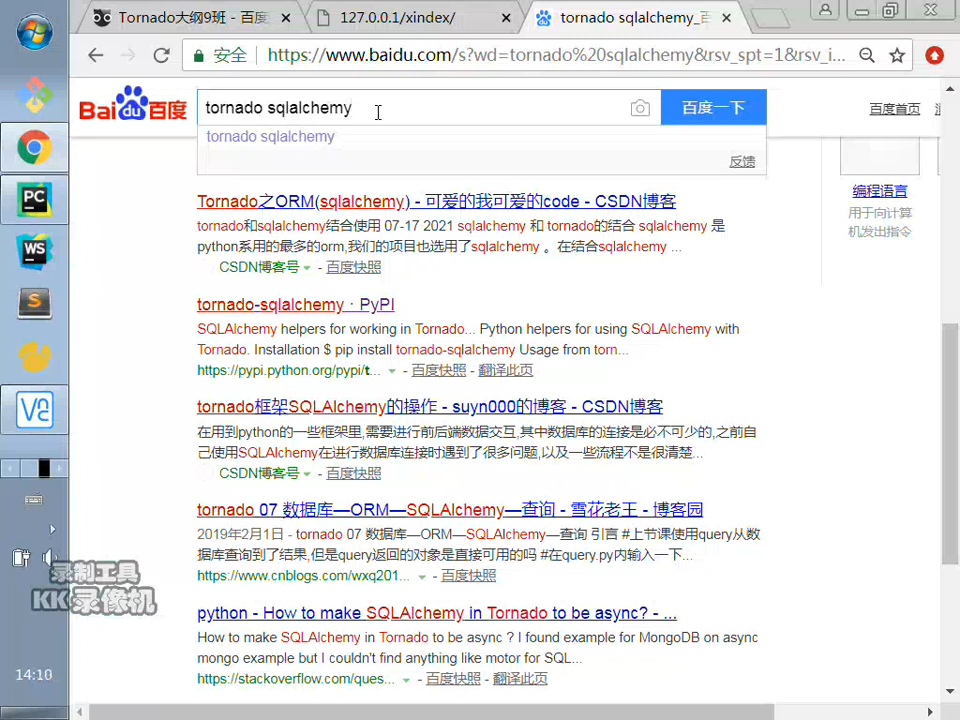 Tornado大纲9班 - 百度
127.0.0.1/xindex/
tornado sqlalchemy_百
安全
https://www.baidu.com/s?wd=tornado%20sqlalchemy&rsv_spt=1&rsv_i...
Bai du 百度
tornado sqlalchemy
百度一下
百度首页
tornado sqlalchemy
反馈
Tornado之ORM(sqlalchemy) - 可爱的我可爱的code - CSDN博客
tornado和sqlalchemy结合使用 07-17 2021 sqlalchemy 和 tornado的结合 sqlalchemy 是
python系用的最多的orm,我们的项目也选用了sqlalchemy 。在结合sqlalchemy ...
CSDN博客号 - 百度快照
编程语言
用于向计算
机发出指令
tornado-sqlalchemy · PyPI
SQLAlchemy helpers for working in Tornado... Python helpers for using SQLAlchemy with
Tornado. Installation $ pip install tornado-sqlalchemy Usage from torn...
https://pypi.python.org/pypi/t... - 百度快照 - 翻译此页
tornado框架SQLAlchemy的操作 - suyn000的博客 - CSDN博客
在用到python的一些框架里,需要进行前后端数据交互,其中数据库的连接是必不可少的,之前自
己使用SQLAlchemy在进行数据库连接时遇到了很多问题,以及一些流程不是很清楚...
CSDN博客号 - 百度快照
tornado 07 数据库—ORM—SQLAlchemy—查询 - 雪花老王 - 博客园
2019年2月1日 - tornado 07 数据库—ORM—SQLAlchemy—查询 引言 #上节课使用query从数
据库查询到了结果,但是query返回的对象是直接可用的吗 #在query.py内输入一下...
https://www.cnblogs.com/wxq201... - 百度快照
python - How to make SQLAlchemy in Tornado to be async? - ...
How to make SQLAlchemy in Tornado to be async ? I found example for MongoDB on async
mongo example but I couldn't find anything like motor for SQL...
https://stackoverflow.com/ques... - 百度快照 - 翻译此页
PC
WS
S
录制工具
KK录像机
14:10